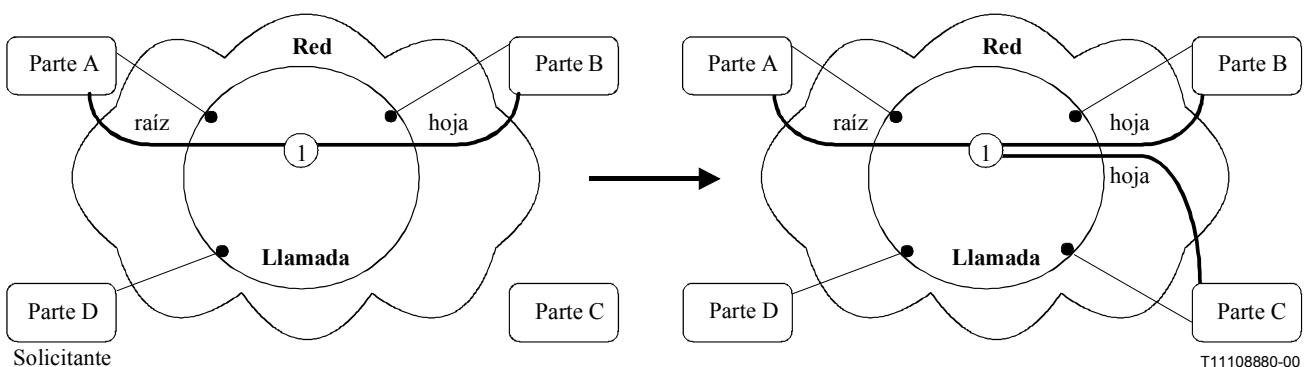 Red
Parte A
Parte B
raíz
hoja
1
Llamada
Parte D
Parte C
Solicitante
Red
Parte A
Parte B
raíz
hoja
1
hoja
Llamada
Parte D
Parte C
T11108880-00